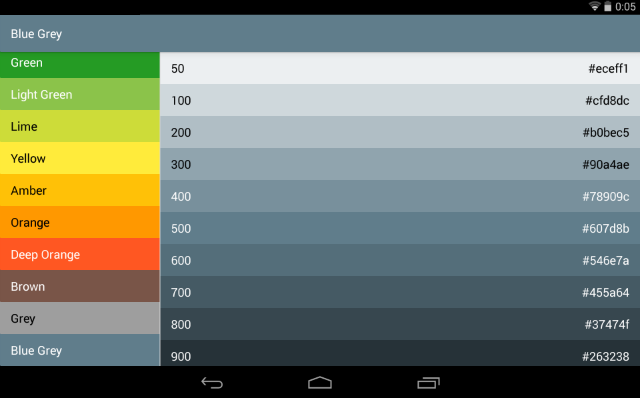 0:05
Blue Grey
Green
Light Green
Lime
Yellow
Amber
Orange
Deep Orange
Brown
Grey
Blue Grey
50 #eceff1
100 #cfd8dc
200 #b0bec5
300 #90a4ae
400 #78909c
500 #607d8b
600 #546e7a
700 #455a64
800 #37474f
900 #263238